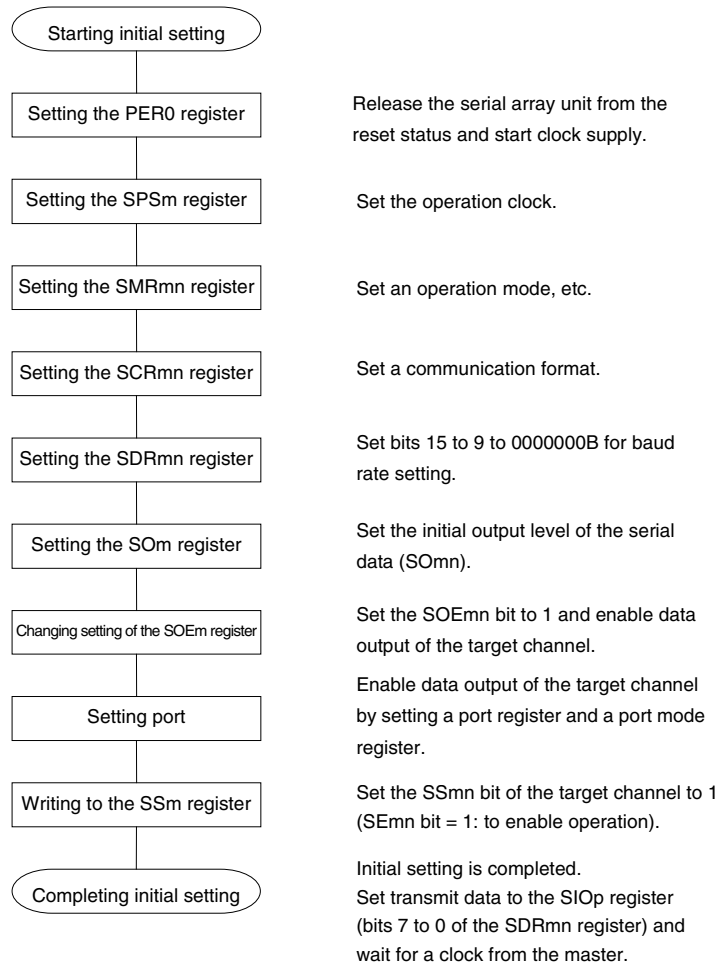 Starting initial setting
Setting the PER0 register
Release the serial array unit from the
reset status and start clock supply.
Setting the SPSm register
Set the operation clock.
Setting the SMRmn register
Set an operation mode, etc.
Setting the SCRmn register
Set a communication format.
Setting the SDRmn register
Set bits 15 to 9 to 0000000B for baud
rate setting.
Setting the SOm register
Set the initial output level of the serial
data (SOmn).
Changing setting of the SOEm register
Set the SOEmn bit to 1 and enable data
output of the target channel.
Setting port
Enable data output of the target channel
by setting a port register and a port mode
register.
Writing to the SSm register
Set the SSmn bit of the target channel to 1
(SEmn bit = 1: to enable operation).
Completing initial setting
Initial setting is completed.
Set transmit data to the SIOp register
(bits 7 to 0 of the SDRmn register) and
wait for a clock from the master.